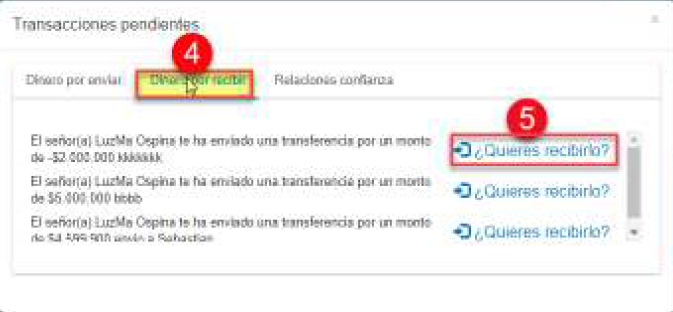 Transacciones pendientes
×
4
Dinero por enviar Dinero por recibir Relaciones confianza
5
El señor(a) LuzMa Ospina te ha enviado una transferencia por un monto
de -$2.000.000 kkkkkkk
¿Quieres recibirlo?
El señor(a) LuzMa Ospina te ha enviado una transferencia por un monto
de $5.000.000 bbbb
¿Quieres recibirlo?
El señor(a) LuzMa Ospina te ha enviado una transferencia por un monto
de $4.599.900 envio a Sebastian
¿Quieres recibirlo?